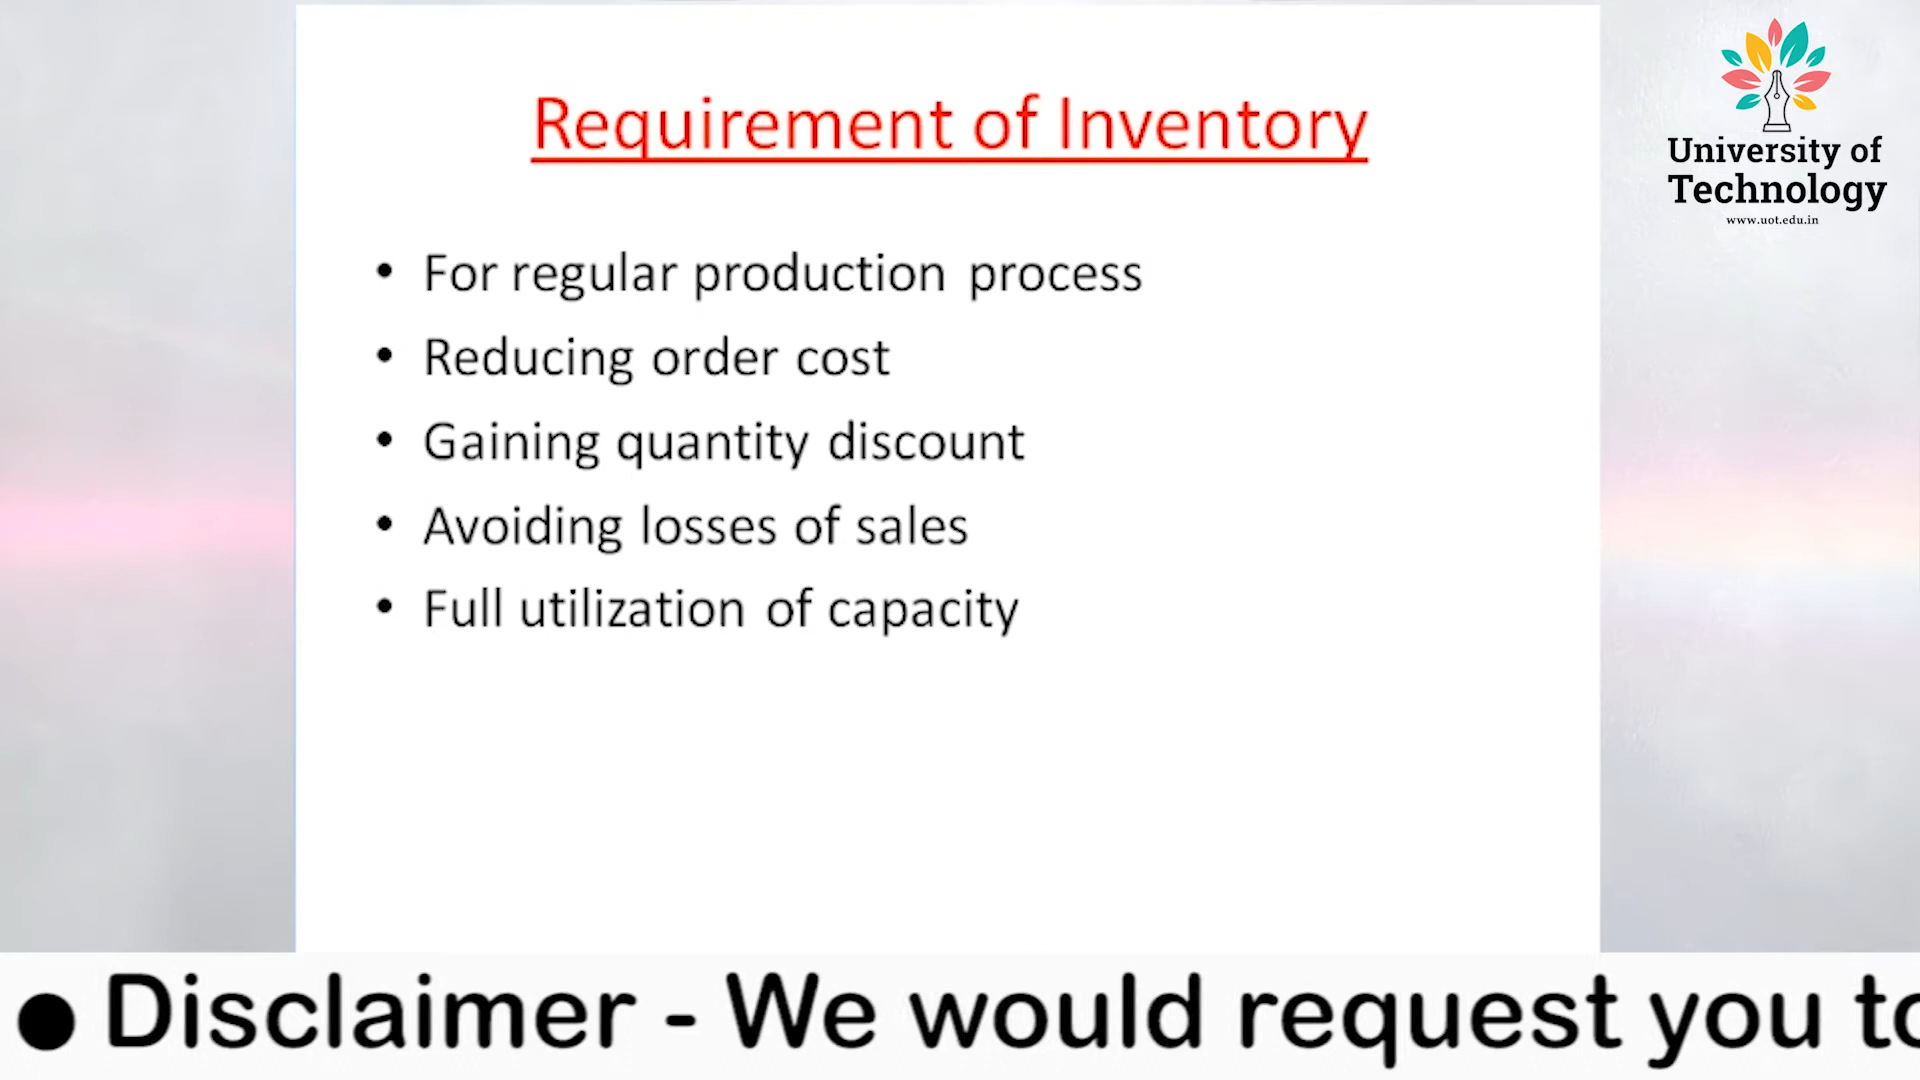 Requirement of Inventory
University of
Technology
www.uot.edu.in
• For regular production process
• Reducing order cost
• Gaining quantity discount
• Avoiding losses of sales
• Full utilization of capacity
● Disclaimer - We would request you to